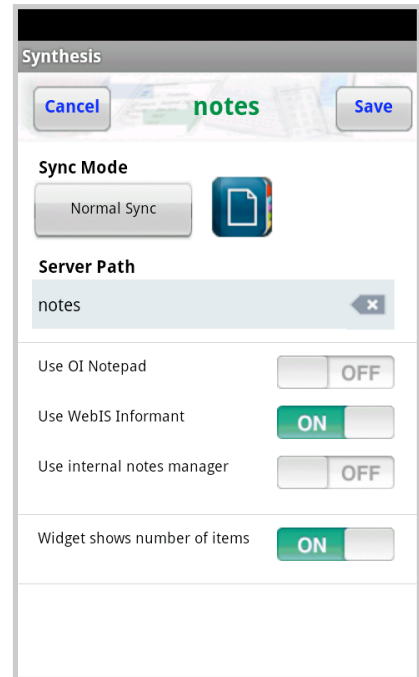 Synthesis
Cancel notes Save
Sync Mode
Normal Sync
Server Path
notes
Use OI Notepad OFF
Use WebIS Informant ON
Use internal notes manager OFF
Widget shows number of items ON